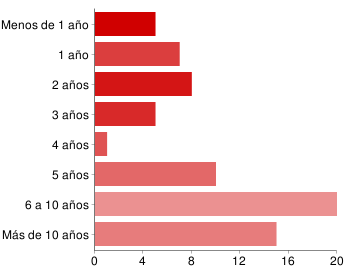 Menos de 1 año
1 año
2 años
3 años
4 años
5 años
6 a 10 años
Más de 10 años
0 4 8 12 16 20